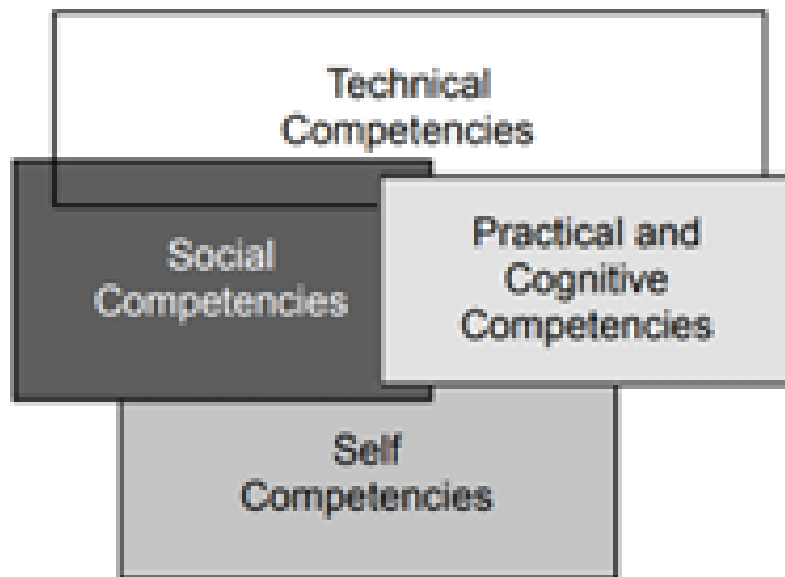 Technical
Competencies
Social
Competencies
Practical and
Cognitive
Competencies
Self
Competencies